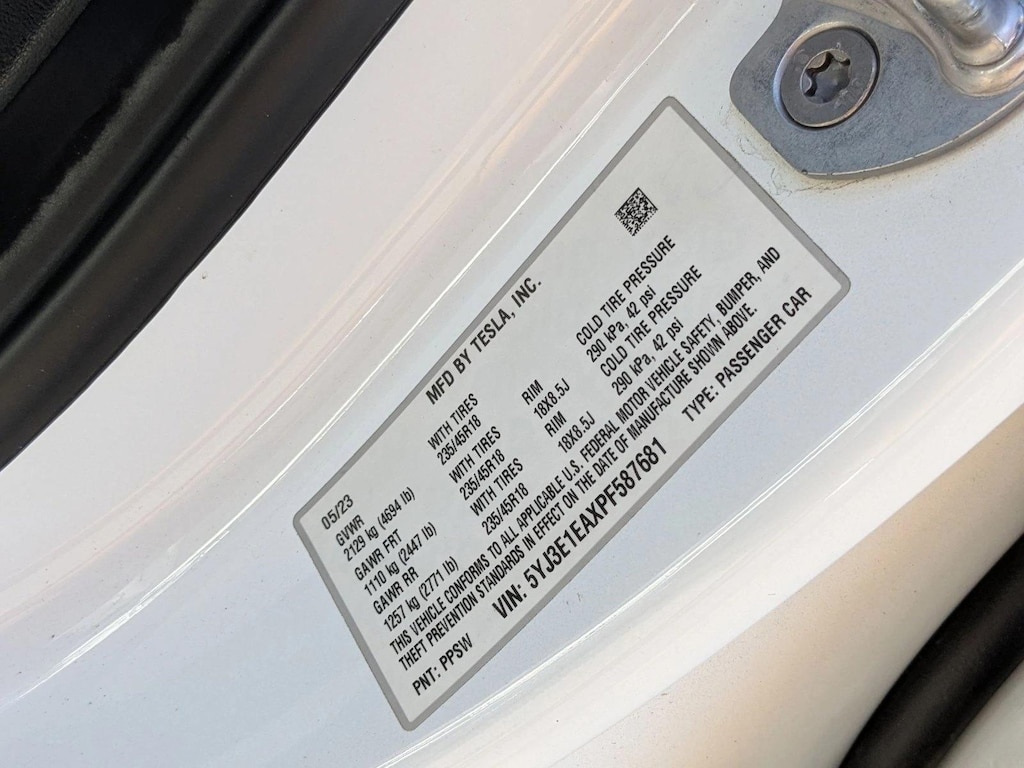 MFD BY TESLA, INC.
05/23
GVWR WITH TIRES
2129 kg (4694 lb) 235/45R18 RIM COLD TIRE PRESSURE
GAWR FRT WITH TIRES 18X8.5J 290 kPa, 42 psi
1110 kg (2447 lb) 235/45R18 RIM COLD TIRE PRESSURE
GAWR RR WITH TIRES 18X8.5J 290 kPa, 42 psi
1257 kg (2771 lb) 235/45R18
THIS VEHICLE CONFORMS TO ALL APPLICABLE U.S. FEDERAL MOTOR VEHICLE SAFETY, BUMPER, AND
THEFT PREVENTION STANDARDS IN EFFECT ON THE DATE OF MANUFACTURE SHOWN ABOVE.
PNT: PPSW VIN: 5YJ3E1EAXPF587681 TYPE: PASSENGER CAR